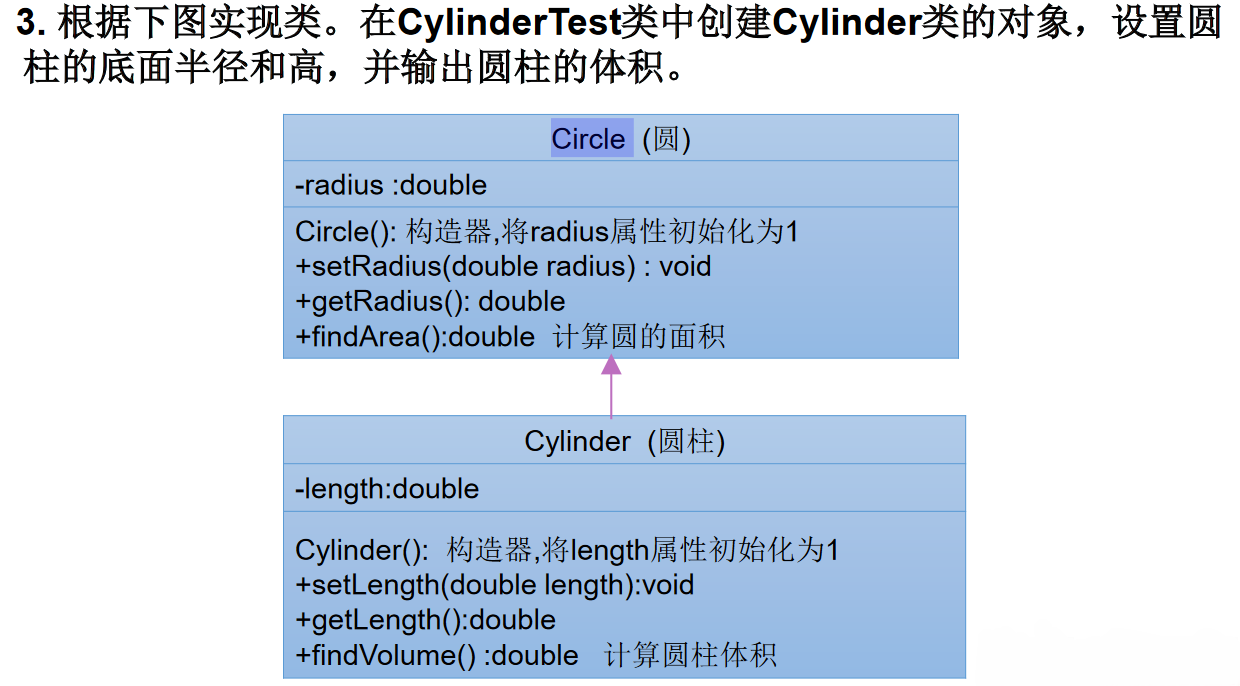 3. 根据下图实现类。在CylinderTest类中创建Cylinder类的对象，设置圆
柱的底面半径和高，并输出圆柱的体积。
Circle (圆)
-radius :double
Circle(): 构造器,将radius属性初始化为1
+setRadius(double radius) : void
+getRadius(): double
+findArea():double 计算圆的面积
Cylinder (圆柱)
-length:double
Cylinder(): 构造器,将length属性初始化为1
+setLength(double length):void
+getLength():double
+findVolume() :double 计算圆柱体积